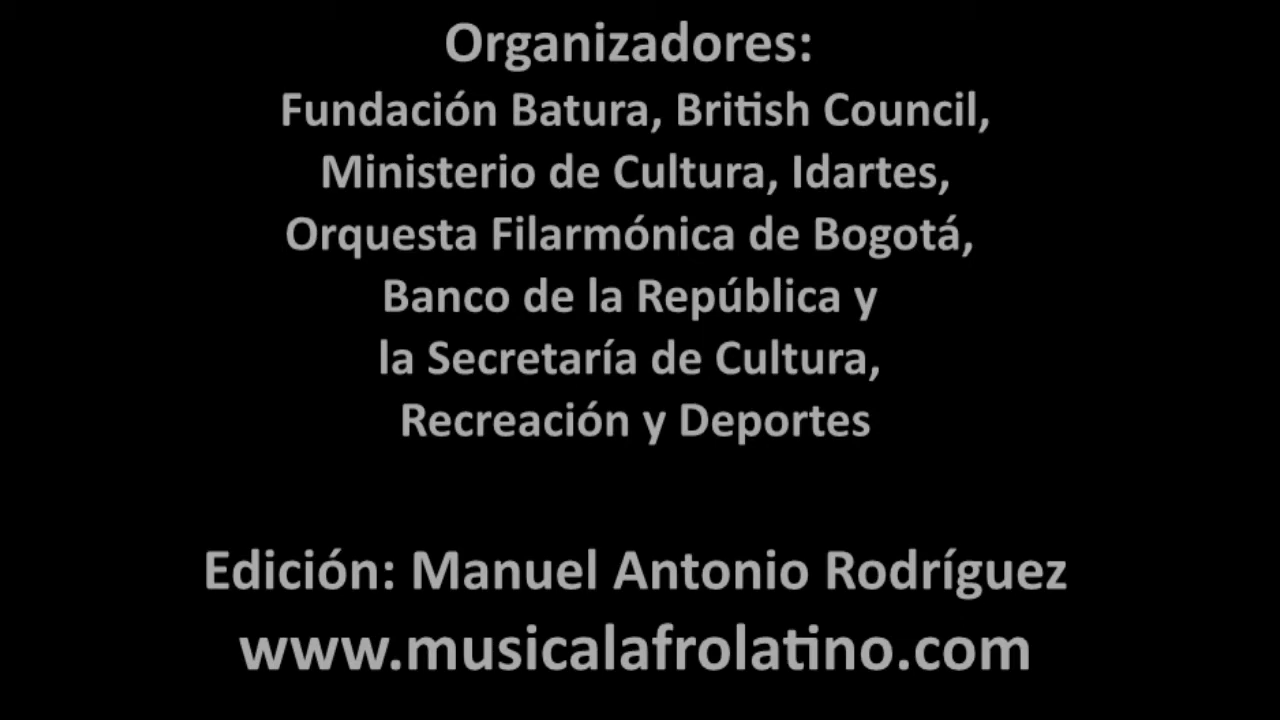 Organizadores:
Fundación Batura, British Council,
Ministerio de Cultura, Idartes,
Orquesta Filarmónica de Bogotá,
Banco de la República y
la Secretaría de Cultura,
Recreación y Deportes
Edición: Manuel Antonio Rodríguez
www.musicalafrolatino.com